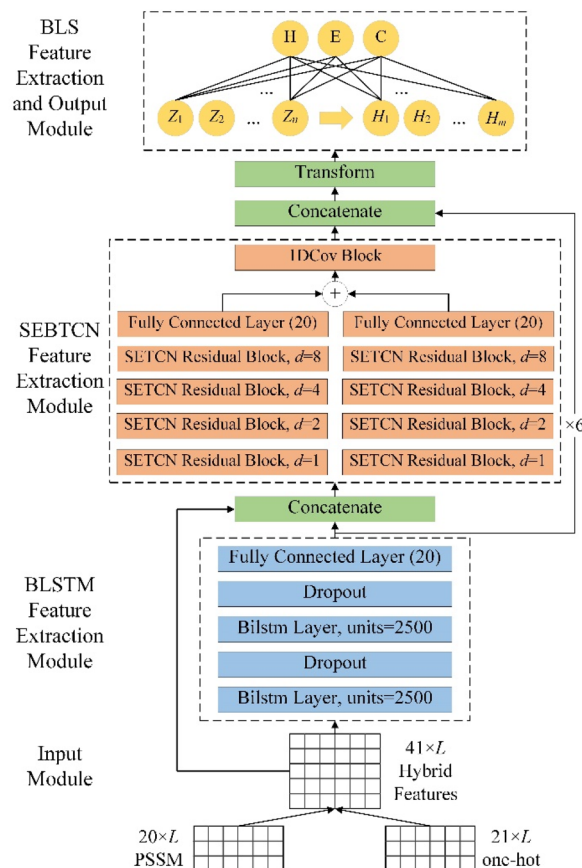 BLS
Feature
Extraction
and Output
Module
H E C
... ...
Z1 Z2 ... Zn H1 H2 ... Hm
Transform
Concatenate
SEBTCN
Feature
Extraction
Module
1DCov Block
+
Fully Connected Layer (20) Fully Connected Layer (20)
SETCN Residual Block, d=8 SETCN Residual Block, d=8
SETCN Residual Block, d=4 SETCN Residual Block, d=4
SETCN Residual Block, d=2 SETCN Residual Block, d=2
SETCN Residual Block, d=1 SETCN Residual Block, d=1
×6
Concatenate
BLSTM
Feature
Extraction
Module
Fully Connected Layer (20)
Dropout
Bilstm Layer, units=2500
Dropout
Bilstm Layer, units=2500
Input
Module
41×L
Hybrid
Features
20×L
PSSM
21×L
one-hot